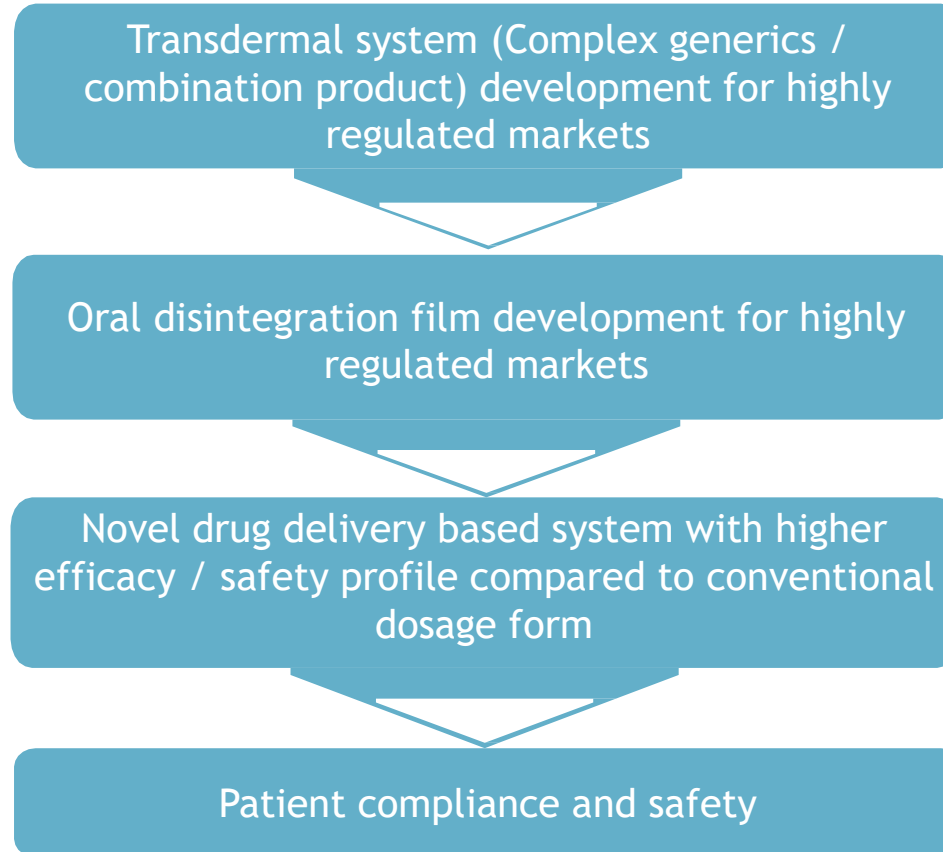 Transdermal system (Complex generics /
combination product) development for highly
regulated markets
Oral disintegration film development for highly
regulated markets
Novel drug delivery based system with higher
efficacy / safety profile compared to conventional
dosage form
Patient compliance and safety